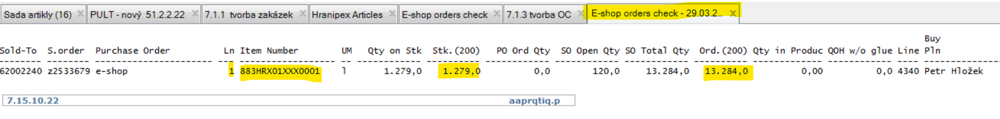 Sada artikly (16) PULT - nový 51.2.2.22 7.1.1 tvorba zakázek Hranipex Articles E-shop orders check 7.1.3 tvorba OC E-shop orders check - 29.03.2...
Buy
Sold-To S.order Purchase Order Ln Item Number UM Qty on Stk Stk.(200) PO Ord Qty SO Open Qty SO Total Qty Ord.(200) Qty in Produc QOH w/o glue Line Pln
62002240 z2533679 e-shop 1 883HRX01XXX0001 l 1.279,0 1.279,0 0,0 120,0 13.284,0 13.284,0 0,00 0,0 4340 Petr Hložek
7.15.10.22 aaprqtiq.p